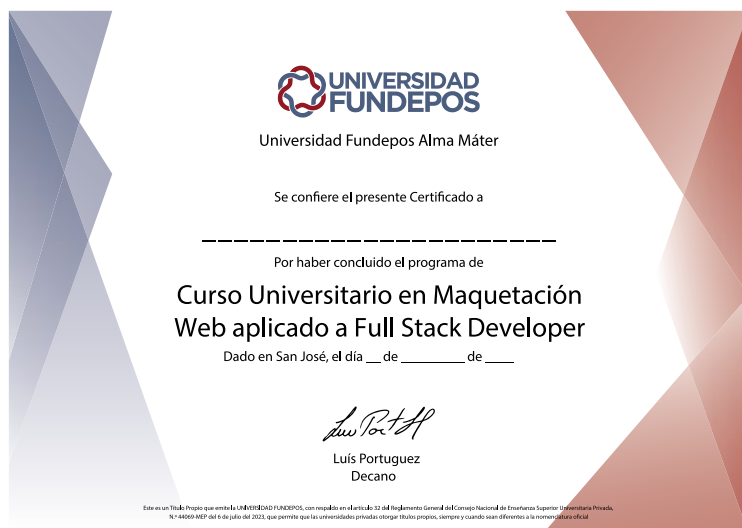 UNIVERSIDAD
FUNDEPOS
Universidad Fundepos Alma Máter
Se confiere el presente Certificado a
______________________
Por haber concluido el programa de
Curso Universitario en Maquetación
Web aplicado a Full Stack Developer
Dado en San José, el día __ de ________ de ____
Luís Portuguez
Decano
Este es un Título Propio que emite la UNIVERSIDAD FUNDEPOS, con respaldo en el artículo 32 del Reglamento General del Consejo Nacional de Enseñanza Superior Universitaria Privada,
N.º 44069-MEP del 6 de julio del 2023, que permite que las universidades privadas otorgar títulos propios, siempre y cuando sean diferentes a la nomenclatura oficial